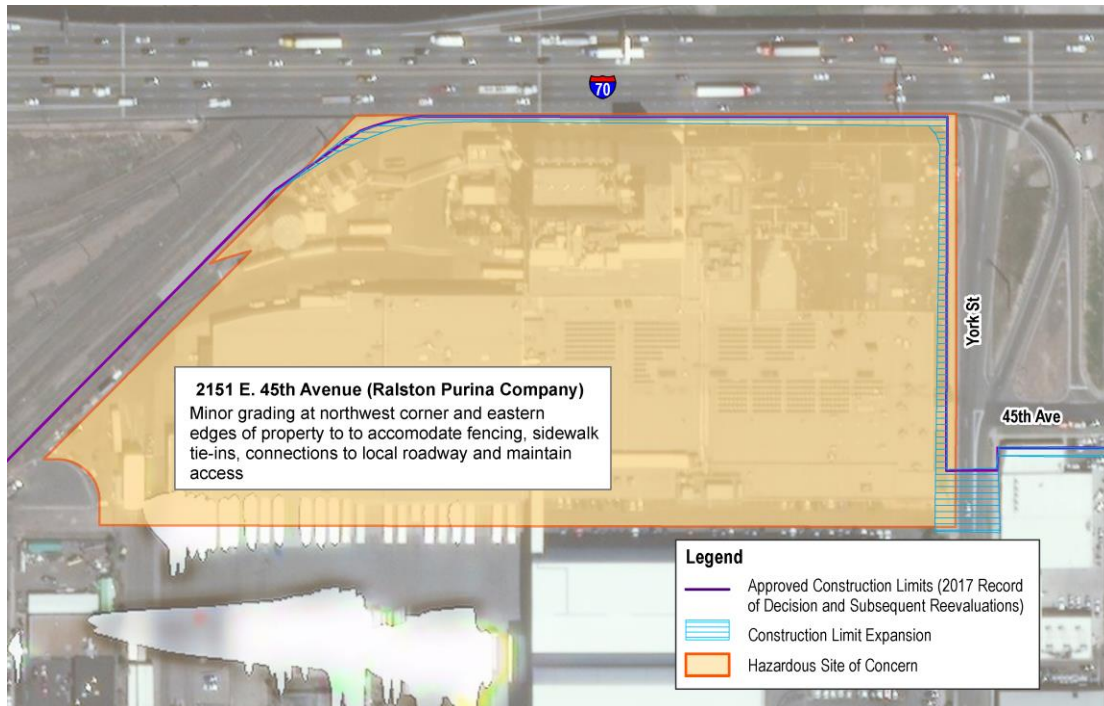 70
2151 E. 45th Avenue (Ralston Purina Company)
Minor grading at northwest corner and eastern
edges of property to to accomodate fencing, sidewalk
tie-ins, connections to local roadway and maintain
access
York St
45th Ave
Legend
Approved Construction Limits (2017 Record
of Decision and Subsequent Reevaluations)
Construction Limit Expansion
Hazardous Site of Concern